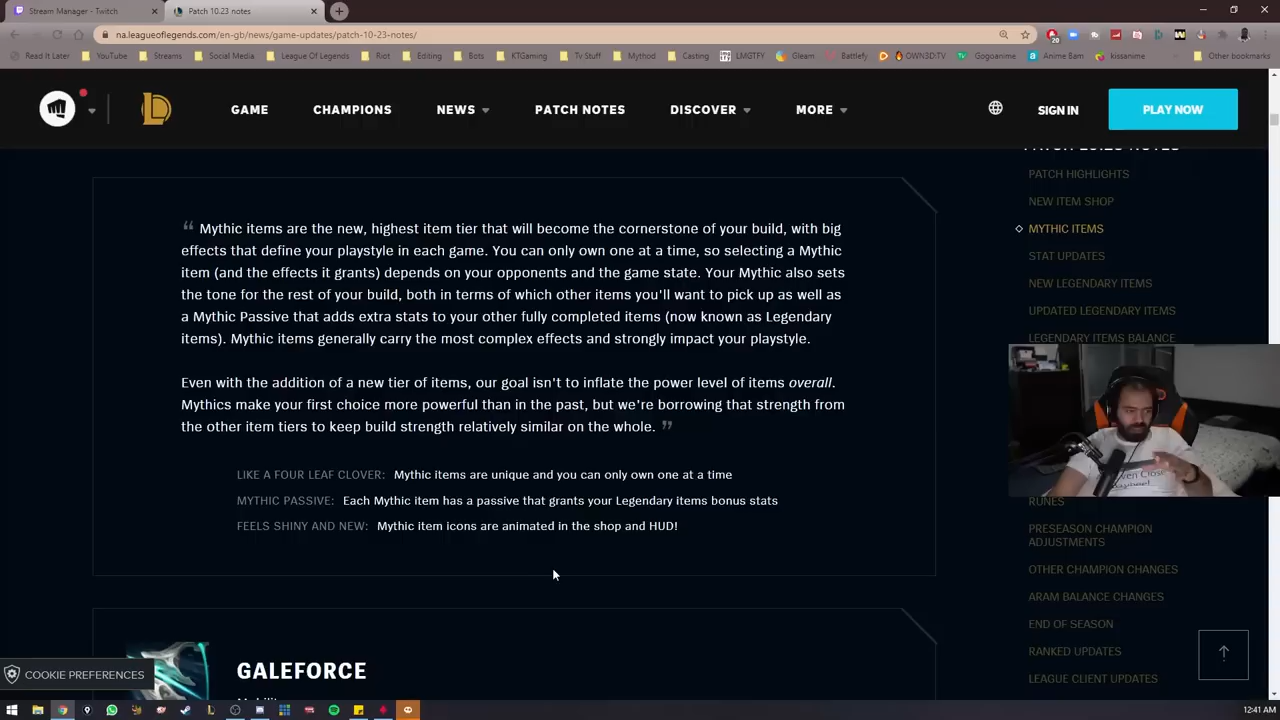 Stream Manager - Twitch
Patch 10.23 notes
na.leagueoflegends.com/en-gb/news/game-updates/patch-10-23-notes/
Read It Later
YouTube
Streams
Social Media
League Of Legends
Riot
Editing
Bots
KTGaming
Tv Stuff
Mythod
Casting
LMGTFY
Gleam
Battlefy
OWN3D.TV
Gogoanime
Anime Bam
kissanime
Other bookmarks
GAME
CHAMPIONS
NEWS
PATCH NOTES
DISCOVER
MORE
SIGN IN
PLAY NOW
PATCH 10.23 NOTES
PATCH HIGHLIGHTS
NEW ITEM SHOP
MYTHIC ITEMS
STAT UPDATES
NEW LEGENDARY ITEMS
UPDATED LEGENDARY ITEMS
LEGENDARY ITEMS BALANCE
RUNES
PRESEASON CHAMPION
ADJUSTMENTS
OTHER CHAMPION CHANGES
ARAM BALANCE CHANGES
END OF SEASON
RANKED UPDATES
LEAGUE CLIENT UPDATES
“ Mythic items are the new, highest item tier that will become the cornerstone of your build, with big
effects that define your playstyle in each game. You can only own one at a time, so selecting a Mythic
item (and the effects it grants) depends on your opponents and the game state. Your Mythic also sets
the tone for the rest of your build, both in terms of which other items you'll want to pick up as well as
a Mythic Passive that adds extra stats to your other fully completed items (now known as Legendary
items). Mythic items generally carry the most complex effects and strongly impact your playstyle.
Even with the addition of a new tier of items, our goal isn't to inflate the power level of items overall.
Mythics make your first choice more powerful than in the past, but we're borrowing that strength from
the other item tiers to keep build strength relatively similar on the whole. ”
LIKE A FOUR LEAF CLOVER: Mythic items are unique and you can only own one at a time
MYTHIC PASSIVE: Each Mythic item has a passive that grants your Legendary items bonus stats
FEELS SHINY AND NEW: Mythic item icons are animated in the shop and HUD!
GALEFORCE
Mobility
COOKIE PREFERENCES
12:41 AM